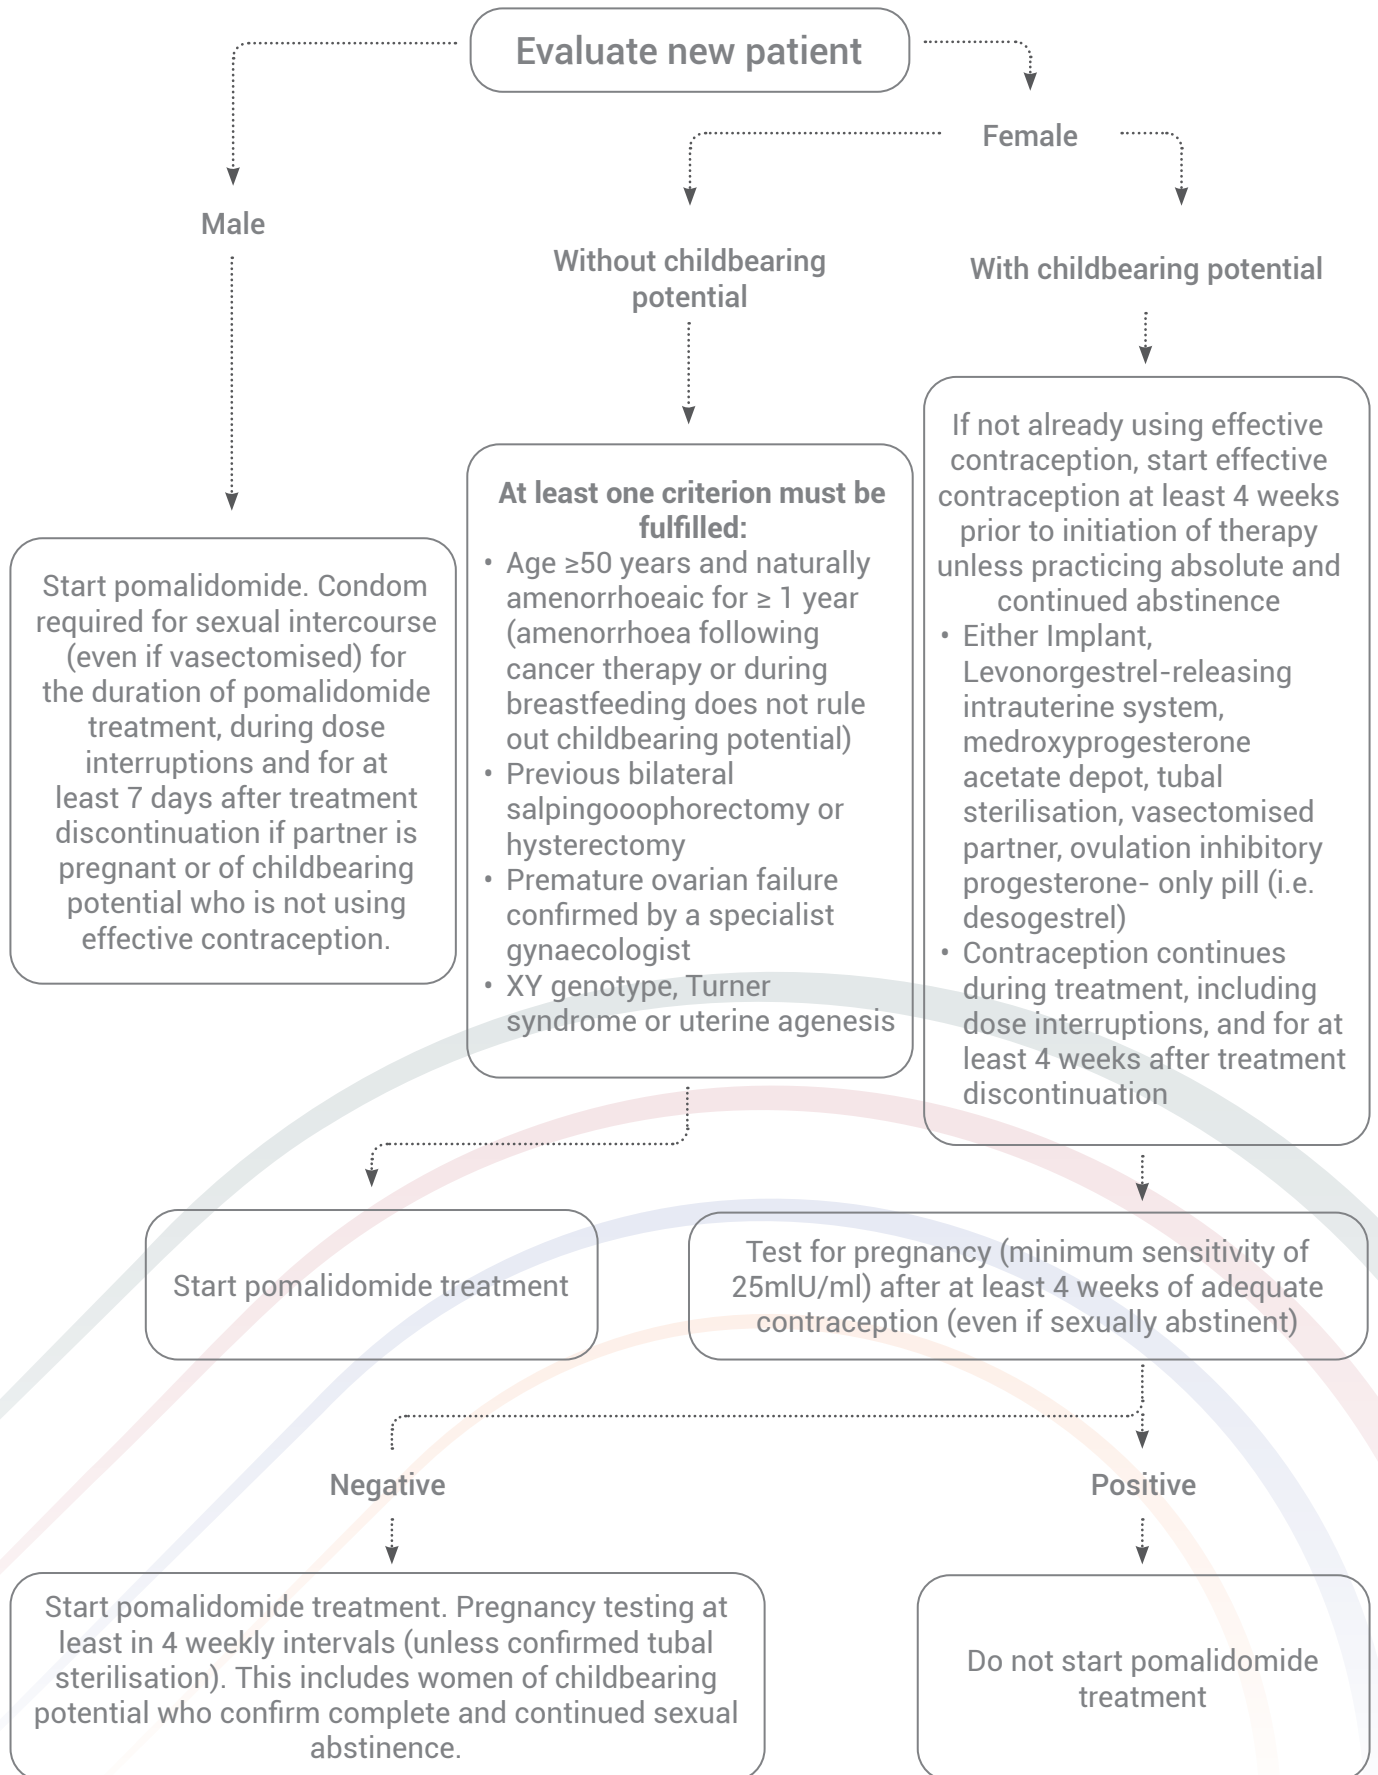 Evaluate new patient
Female
Male
Without childbearing
potential
With childbearing potential
Start pomalidomide. Condom
required for sexual intercourse
(even if vasectomised) for
the duration of pomalidomide
treatment, during dose
interruptions and for at
least 7 days after treatment
discontinuation if partner is
pregnant or of childbearing
potential who is not using
effective contraception.
At least one criterion must be
fulfilled:
• Age ≥50 years and naturally
amenorrhoeaic for ≥ 1 year
(amenorrhoea following
cancer therapy or during
breastfeeding does not rule
out childbearing potential)
• Previous bilateral
salpingooophorectomy or
hysterectomy
• Premature ovarian failure
confirmed by a specialist
gynaecologist
• XY genotype, Turner
syndrome or uterine agenesis
If not already using effective
contraception, start effective
contraception at least 4 weeks
prior to initiation of therapy
unless practicing absolute and
continued abstinence
• Either Implant,
Levonorgestrel-releasing
intrauterine system,
medroxyprogesterone
acetate depot, tubal
sterilisation, vasectomised
partner, ovulation inhibitory
progesterone- only pill (i.e.
desogestrel)
• Contraception continues
during treatment, including
dose interruptions, and for at
least 4 weeks after treatment
discontinuation
Start pomalidomide treatment
Test for pregnancy (minimum sensitivity of
25mlU/ml) after at least 4 weeks of adequate
contraception (even if sexually abstinent)
Negative
Positive
Start pomalidomide treatment. Pregnancy testing at
least in 4 weekly intervals (unless confirmed tubal
sterilisation). This includes women of childbearing
potential who confirm complete and continued sexual
abstinence.
Do not start pomalidomide
treatment